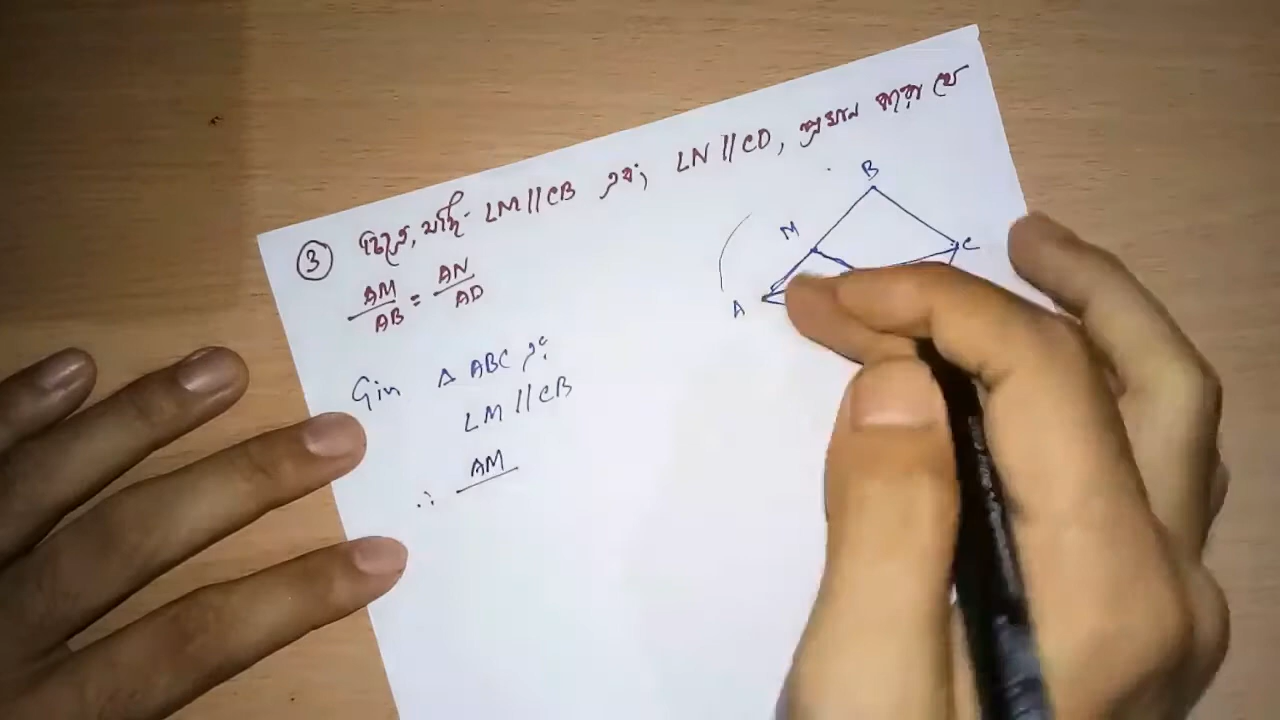 ③ চিত্রে, যদি LM || CB এবং LN || CD, প্রমান করো যে
AM/AB = AN/AD
B
M
C
A
Gin Δ ABC এ
LM || CB
∴ AM